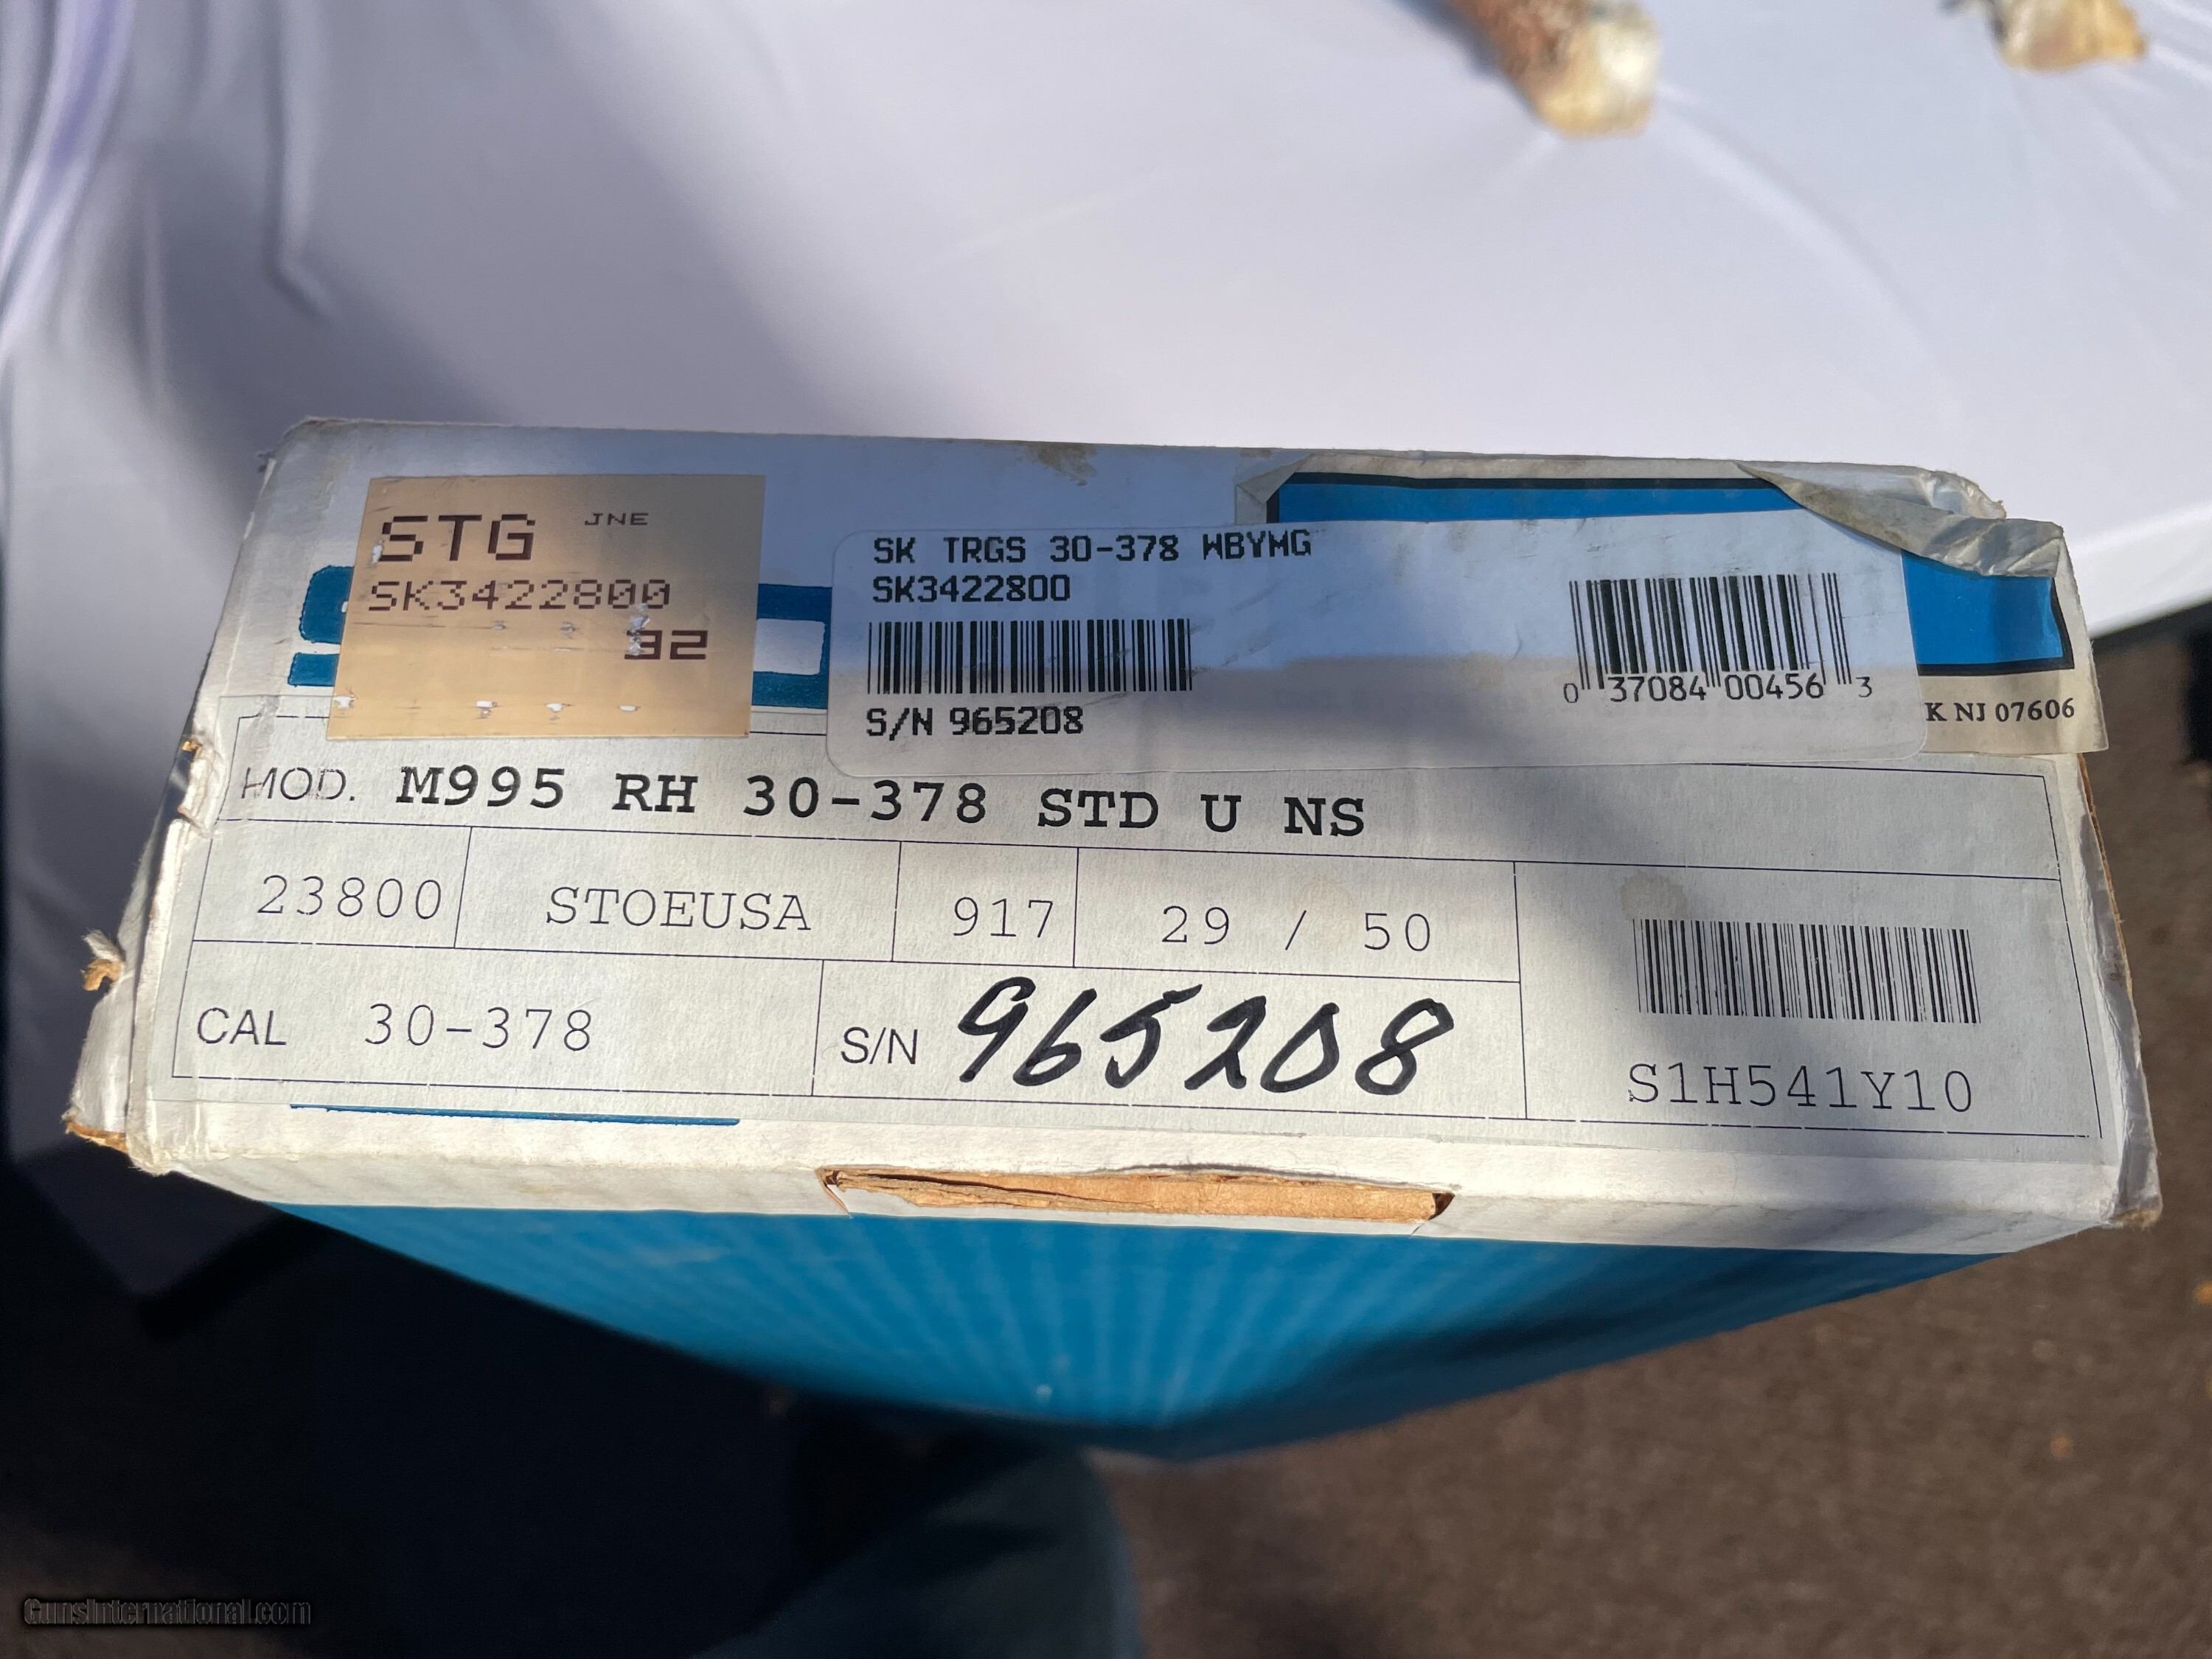 STG JNE
SK3422800
32
SK TRGS 30-378 WBYMG
SK3422800
S/N 965208
0 37084 00456 3
K NJ 07606
MOD. M995 RH 30-378 STD U NS
23800 STOEUSA 917 29 / 50
CAL 30-378 S/N 965208
S1H541Y10
GunsInternational.com